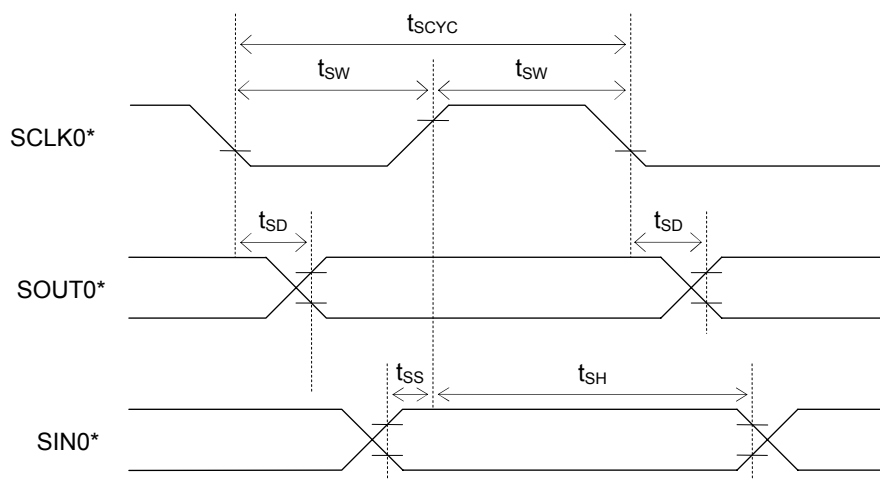 tSCYC
tSW tSW
SCLK0*
tSD tSD
SOUT0*
tSS tSH
SIN0*